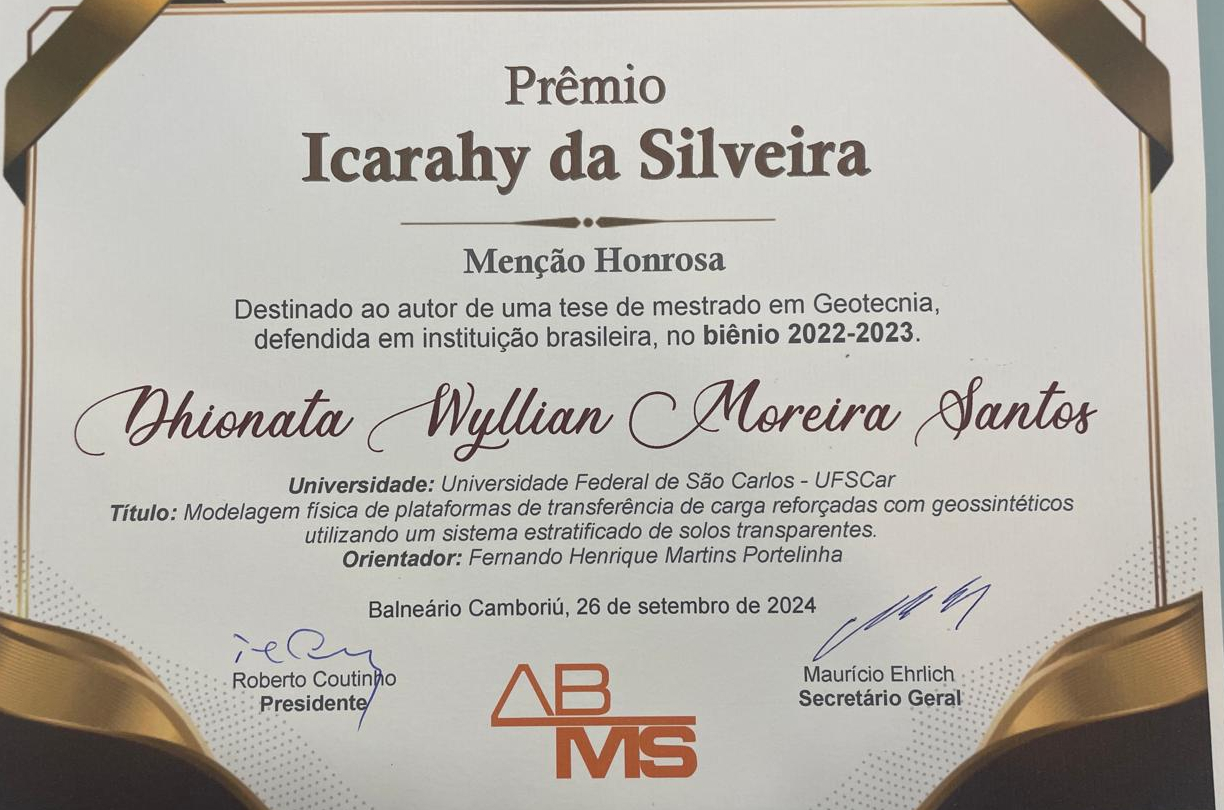 Prêmio
Icarahy da Silveira
Menção Honrosa
Destinado ao autor de uma tese de mestrado em Geotecnia,
defendida em instituição brasileira, no biênio 2022-2023.
Dhionata Wyllian Moreira Santos
Universidade: Universidade Federal de São Carlos - UFSCar
Título: Modelagem física de plataformas de transferência de carga reforçadas com geossintéticos
utilizando um sistema estratificado de solos transparentes.
Orientador: Fernando Henrique Martins Portelinha
Balneário Camboriú, 26 de setembro de 2024
Roberto Coutinho
Presidente
Maurício Ehrlich
Secretário Geral
AB
MS